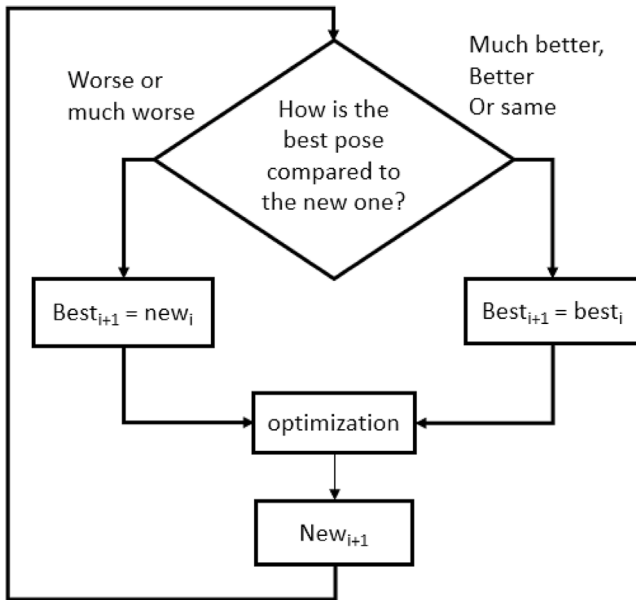 Worse or
much worse
Much better,
Better
Or same
How is the
best pose
compared to
the new one?
Bestᵢ₊₁ = newᵢ
Bestᵢ₊₁ = bestᵢ
optimization
Newᵢ₊₁